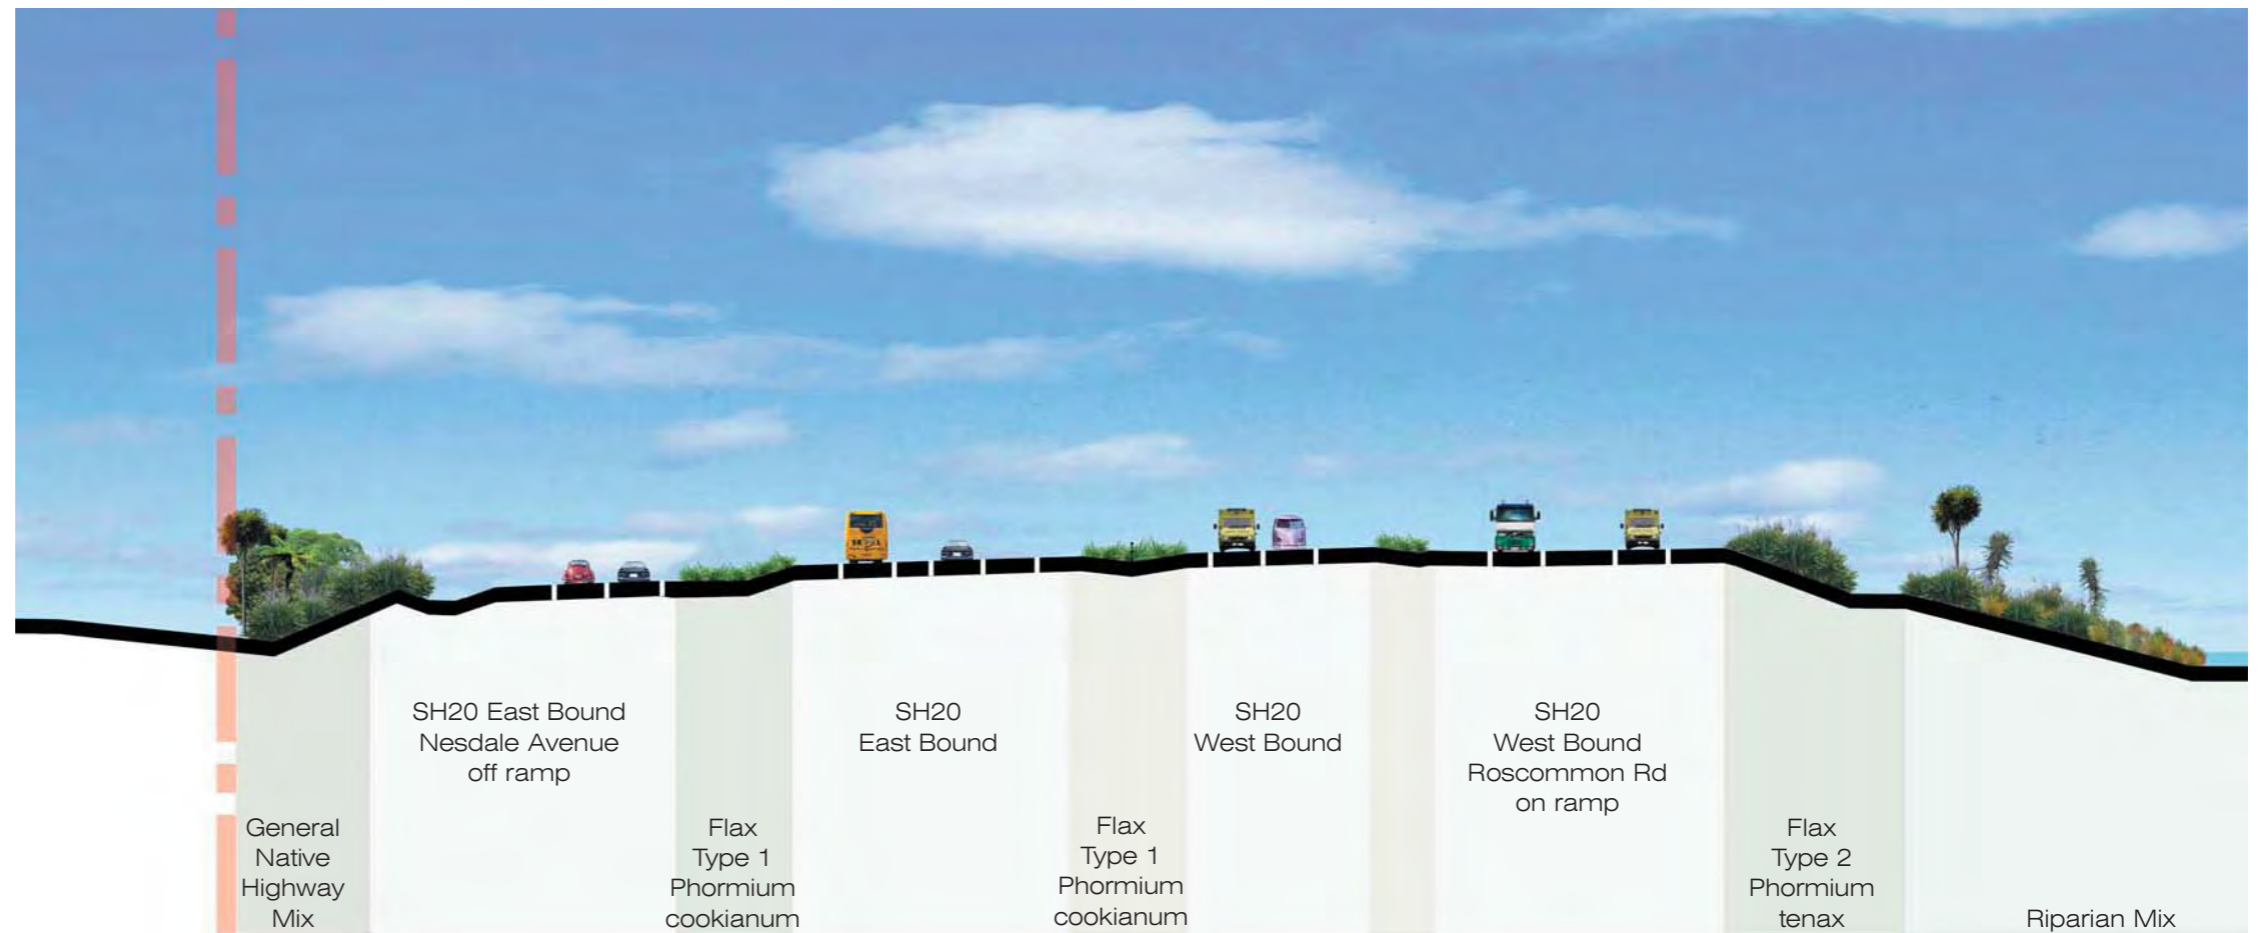 SH20 East Bound
Nesdale Avenue
off ramp
SH20
East Bound
SH20
West Bound
SH20
West Bound
Roscommon Rd
on ramp
General
Native
Highway
Mix
Flax
Type 1
Phormium
cookianum
Flax
Type 1
Phormium
cookianum
Flax
Type 2
Phormium
tenax
Riparian Mix